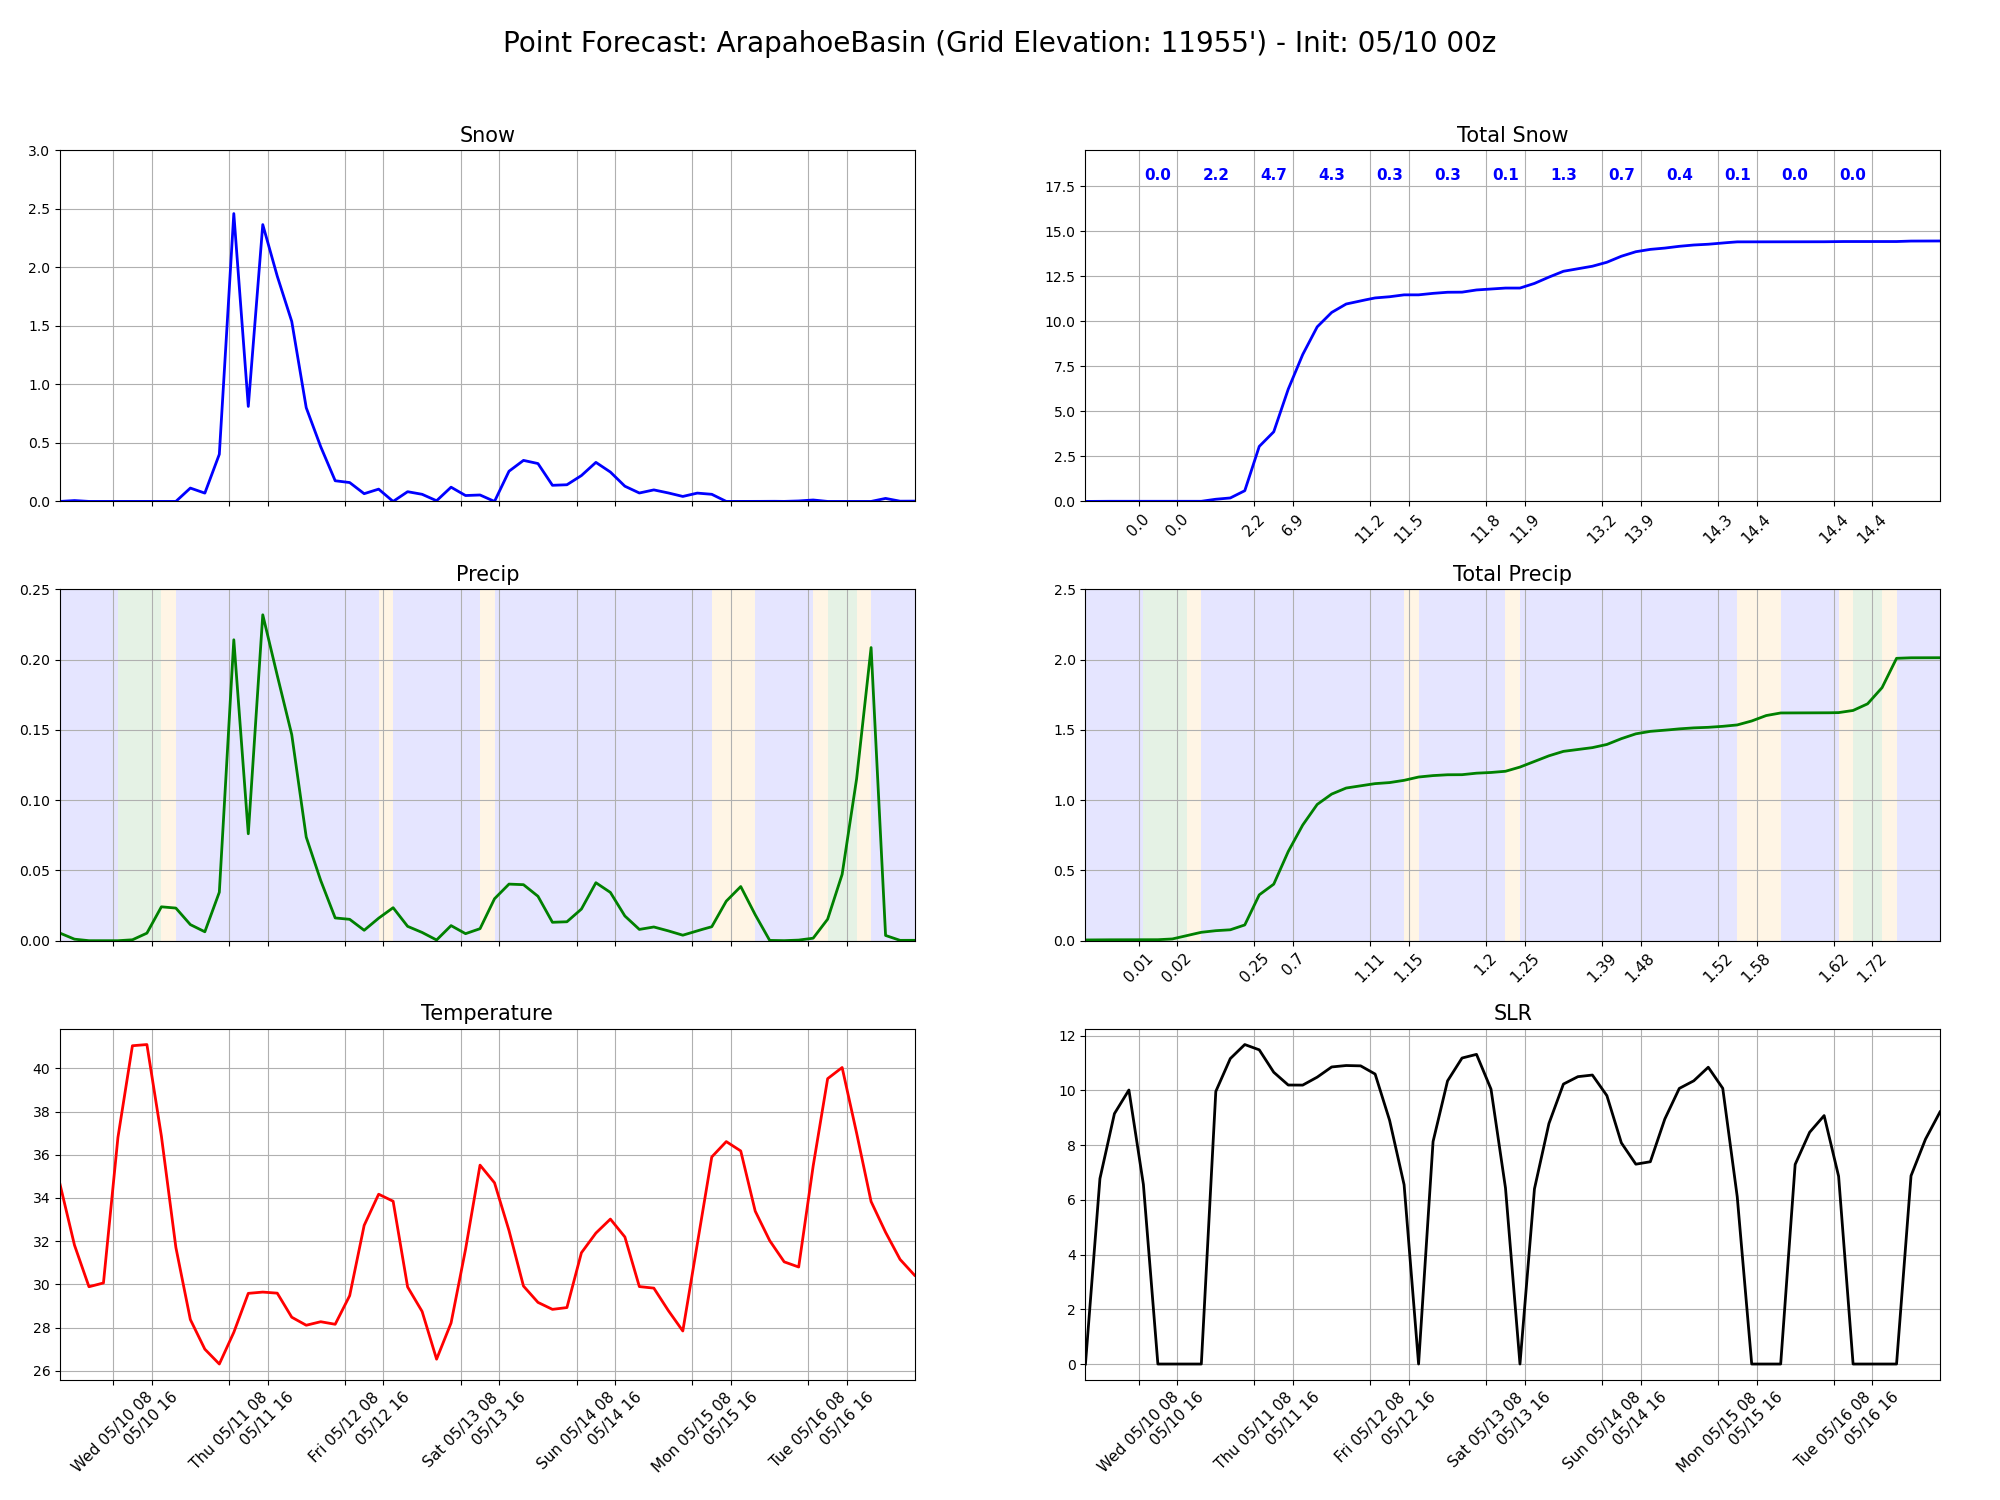 Point Forecast: ArapahoeBasin (Grid Elevation: 11955') - Init: 05/10 00z
Snow
3.0
2.5
2.0
1.5
1.0
0.5
0.0
Total Snow
0.0 2.2 4.7 4.3 0.3 0.3 0.1 1.3 0.7 0.4 0.1 0.0 0.0
17.5
15.0
12.5
10.0
7.5
5.0
2.5
0.0
0.0 0.0 2.2 6.9 11.2 11.5 11.8 11.9 13.2 13.9 14.3 14.4 14.4 14.4
Precip
0.25
0.20
0.15
0.10
0.05
0.00
Total Precip
2.5
2.0
1.5
1.0
0.5
0.0
0.01 0.02 0.25 0.7 1.11 1.15 1.2 1.25 1.39 1.48 1.52 1.58 1.62 1.72
Temperature
40
38
36
34
32
30
28
26
Wed 05/10 08
05/10 16
Thu 05/11 08
05/11 16
Fri 05/12 08
05/12 16
Sat 05/13 08
05/13 16
Sun 05/14 08
05/14 16
Mon 05/15 08
05/15 16
Tue 05/16 08
05/16 16
SLR
12
10
8
6
4
2
0
Wed 05/10 08
05/10 16
Thu 05/11 08
05/11 16
Fri 05/12 08
05/12 16
Sat 05/13 08
05/13 16
Sun 05/14 08
05/14 16
Mon 05/15 08
05/15 16
Tue 05/16 08
05/16 16